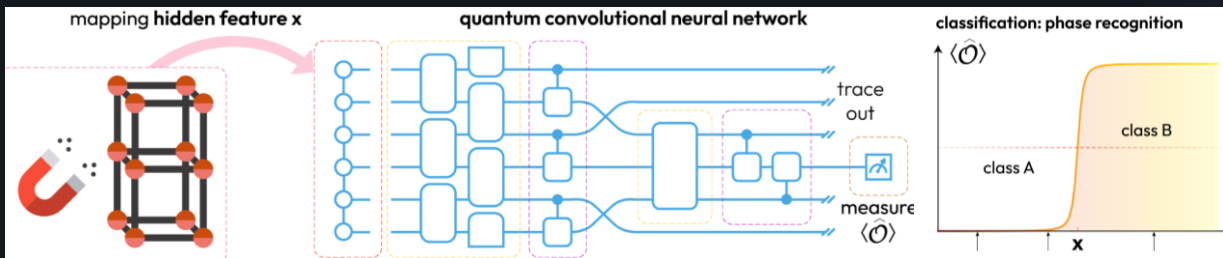 mapping hidden feature x
quantum convolutional neural network
trace
out
measure
⟨Ô⟩
classification: phase recognition
⟨Ô⟩
class A
class B
x